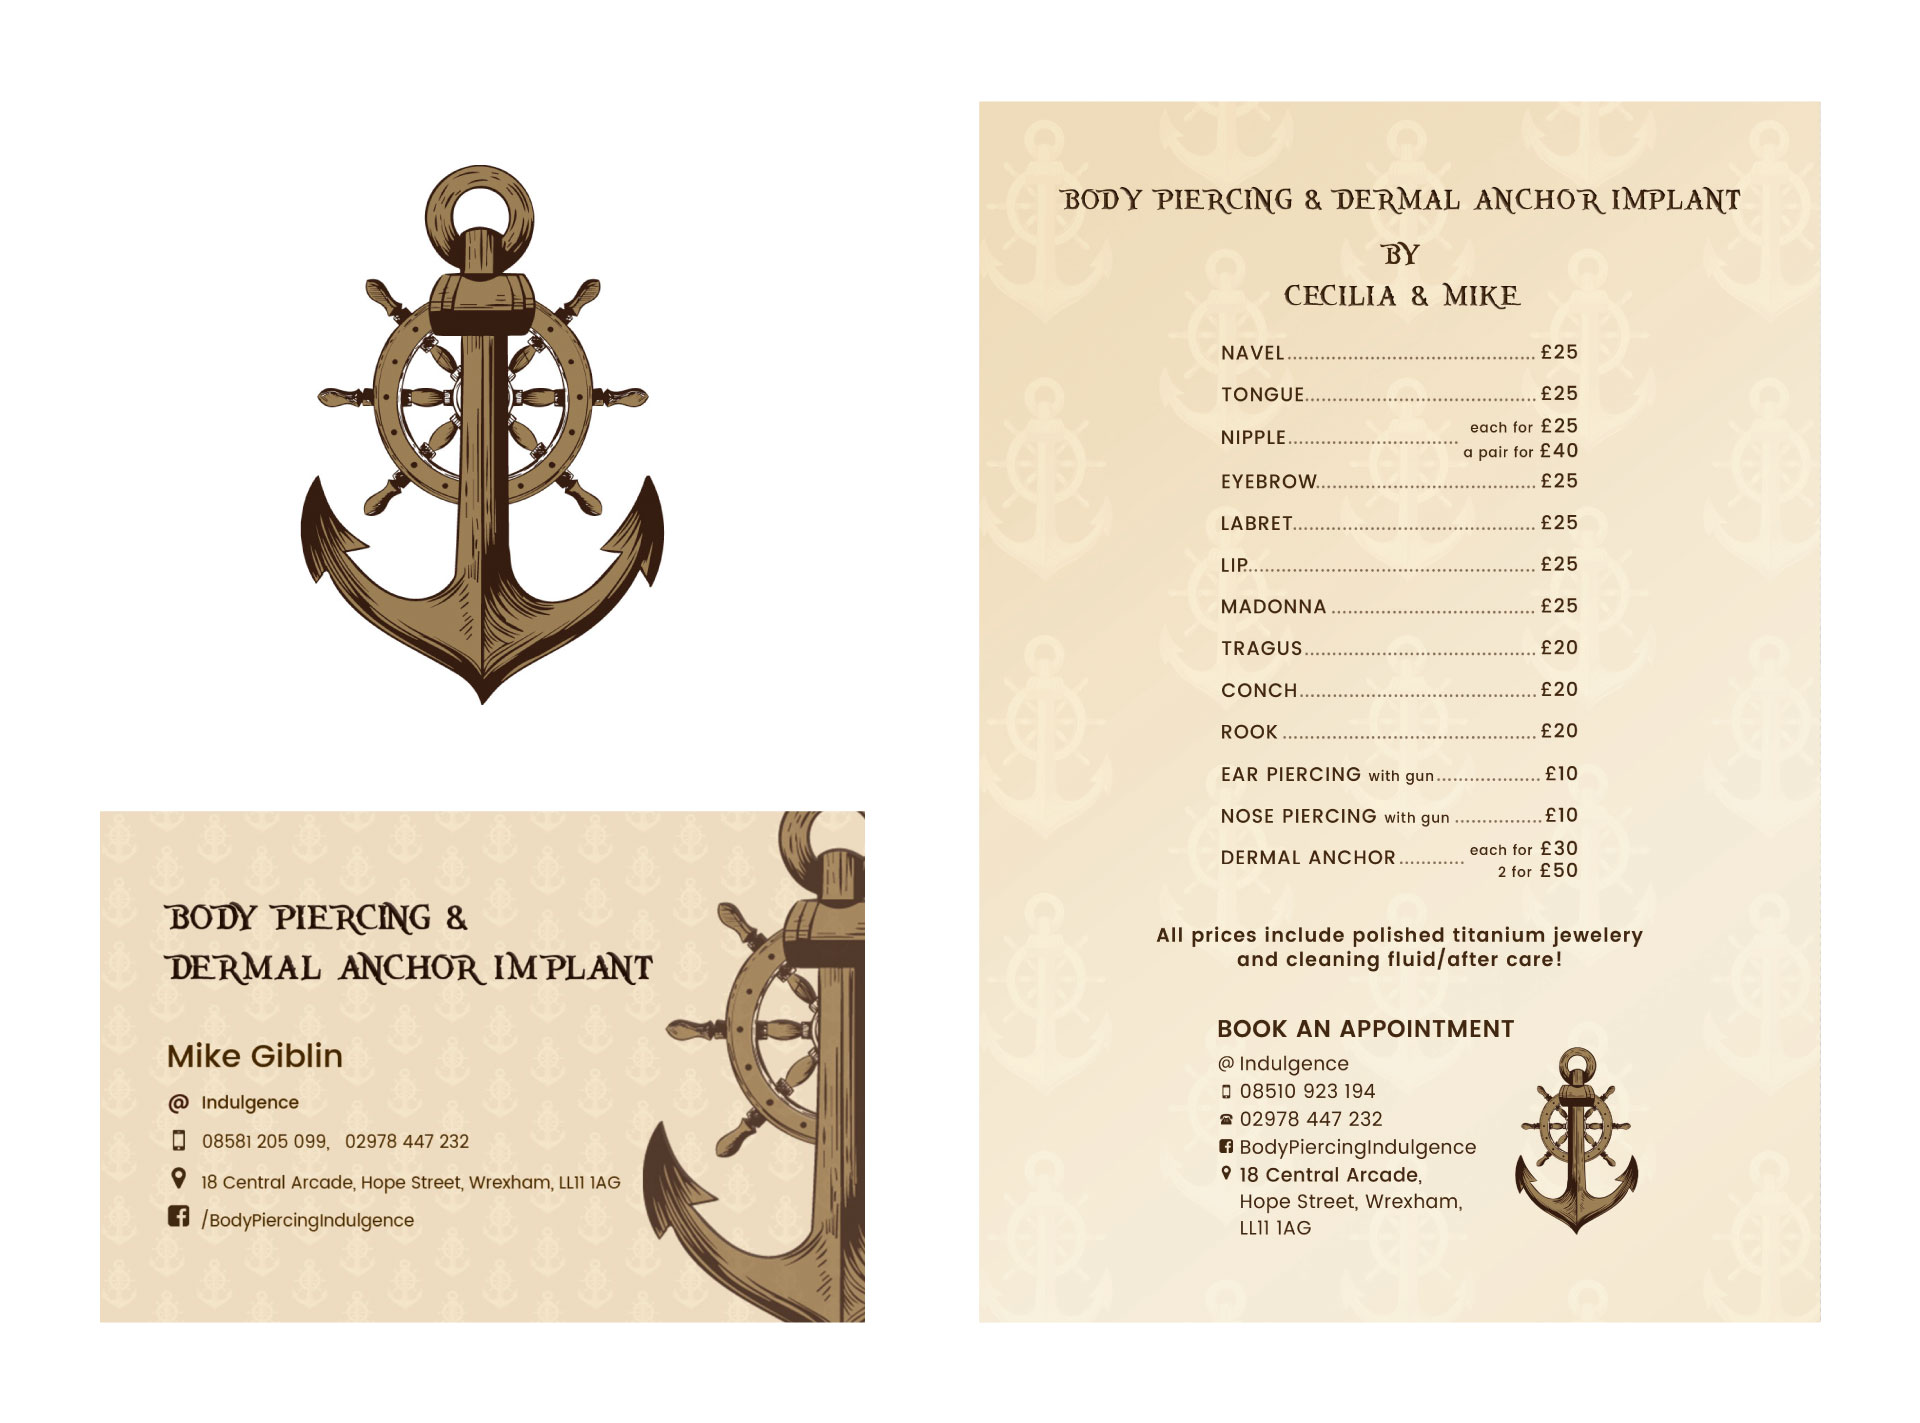 BODY PIERCING &
DERMAL ANCHOR IMPLANT
Mike Giblin
@ Indulgence
08581 205 099, 02978 447 232
18 Central Arcade, Hope Street, Wrexham, LL11 1AG
/BodyPiercingIndulgence
BODY PIERCING & DERMAL ANCHOR IMPLANT
BY
CECILIA & MIKE
NAVEL............................................ £25
TONGUE......................................... £25
NIPPLE.............................. each for £25
a pair for £40
EYEBROW....................................... £25
LABRET........................................... £25
LIP................................................... £25
MADONNA .................................... £25
TRAGUS......................................... £20
CONCH.......................................... £20
ROOK ............................................. £20
EAR PIERCING with gun................... £10
NOSE PIERCING with gun ................ £10
DERMAL ANCHOR............ each for £30
2 for £50
All prices include polished titanium jewelery
and cleaning fluid/after care!
BOOK AN APPOINTMENT
@ Indulgence
08510 923 194
02978 447 232
BodyPiercingIndulgence
18 Central Arcade,
Hope Street, Wrexham,
LL11 1AG